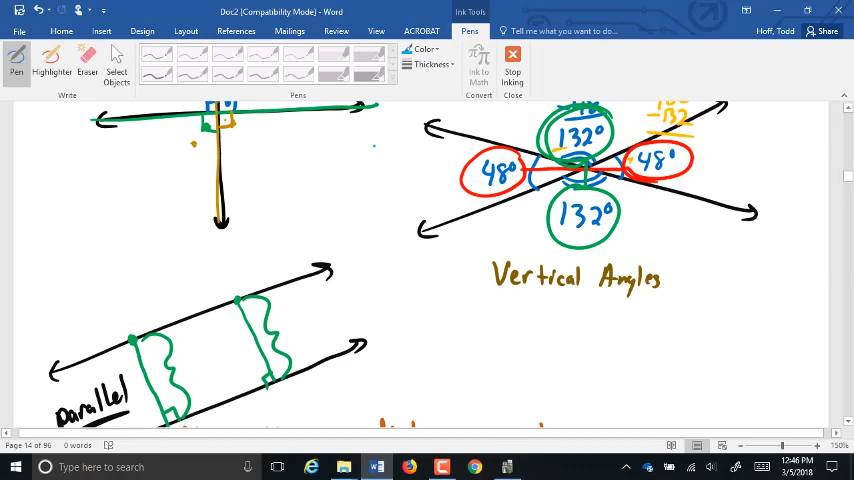 Doc2 [Compatibility Mode] - Word
Ink Tools
Hoff, Todd
Share
File
Home
Insert
Design
Layout
References
Mailings
Review
View
ACROBAT
Pens
Tell me what you want to do...
Pen
Highlighter
Eraser
Select Objects
Color
Thickness
Ink to Math
Stop Inking
Write
Pens
Convert
Close
-132
132°
48°
48°
132°
Vertical Angles
parallel
Page 14 of 96
0 words
150%
Type here to search
12:46 PM
3/5/2018